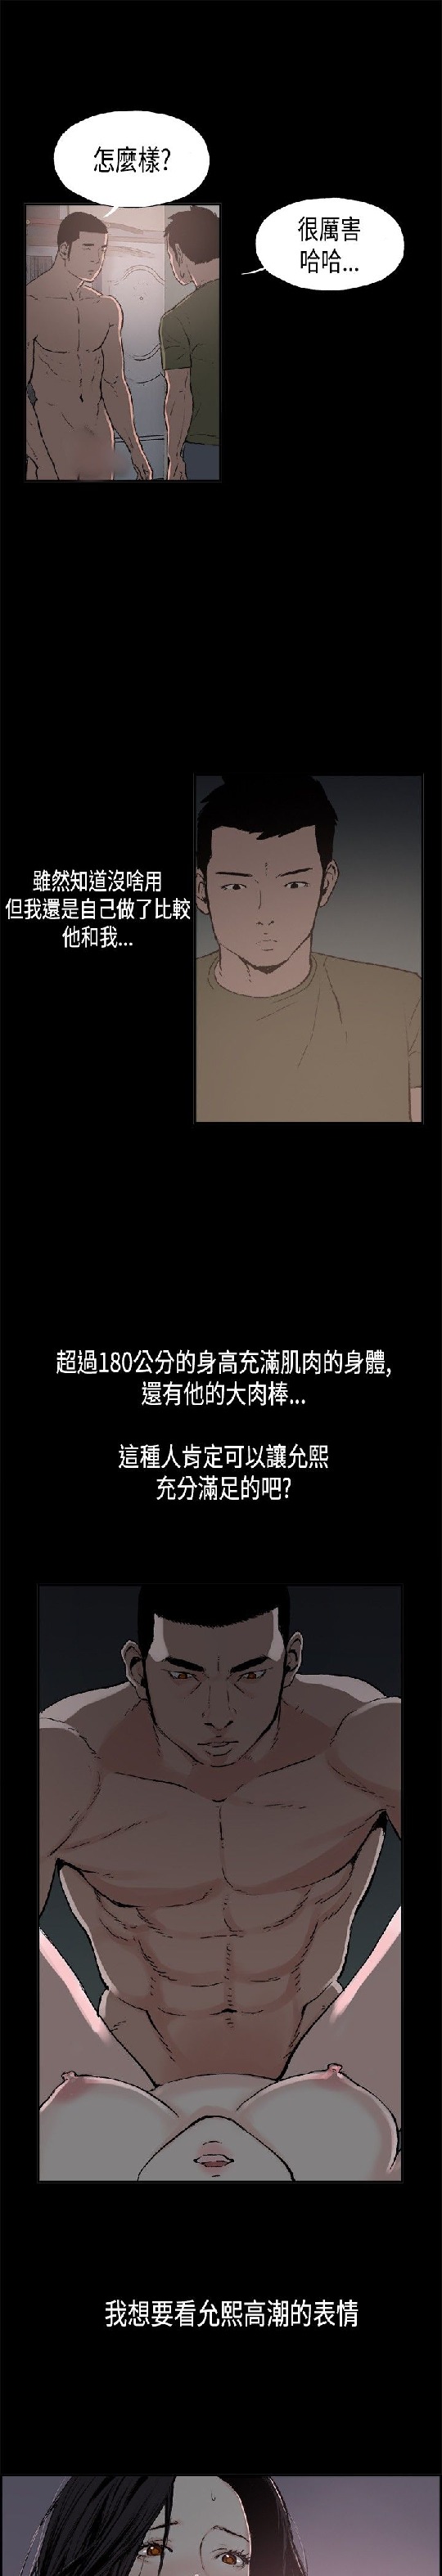 怎麼樣?
很厲害
哈哈...
雖然知道沒啥用
但我還是自己做了比較
他和我...
超過180公分的身高充滿肌肉的身體,
還有他的大肉棒...
這種人肯定可以讓允熙
充分滿足的吧?
我想要看允熙高潮的表情